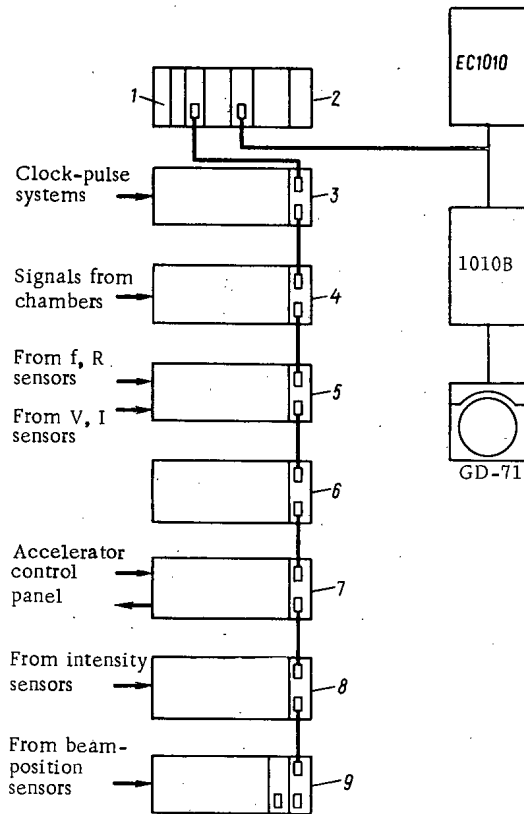 EC1010
1
2
Clock-pulse
systems
3
1010B
Signals from
chambers
4
From f, R
sensors
5
From V, I
sensors
GD-71
6
Accelerator
control
panel
7
From intensity
sensors
8
From beam-
position
sensors
9